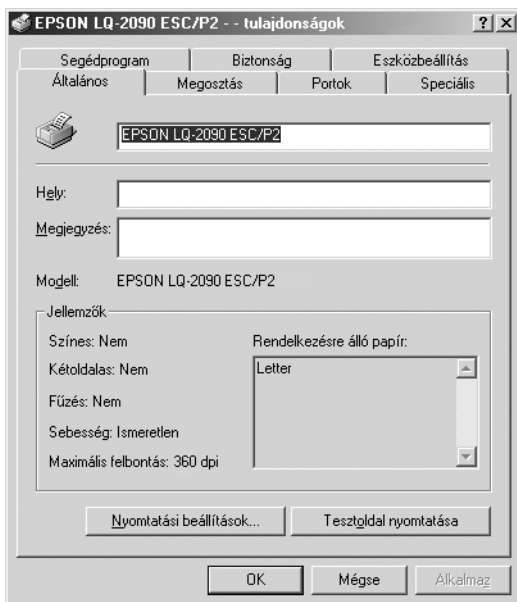 EPSON LQ-2090 ESC/P2 - - tulajdonságok
Segédprogram Biztonság Eszközbeállítás
Általános Megosztás Portok Speciális
EPSON LQ-2090 ESC/P2
Hely:
Megjegyzés:
Modell: EPSON LQ-2090 ESC/P2
Jellemzők
Színes: Nem Rendelkezésre álló papír:
Kétoldalas: Nem Letter
Fűzés: Nem
Sebesség: Ismeretlen
Maximális felbontás: 360 dpi
Nyomtatási beállítások... Tesztoldal nyomtatása
OK Mégse Alkalmaz